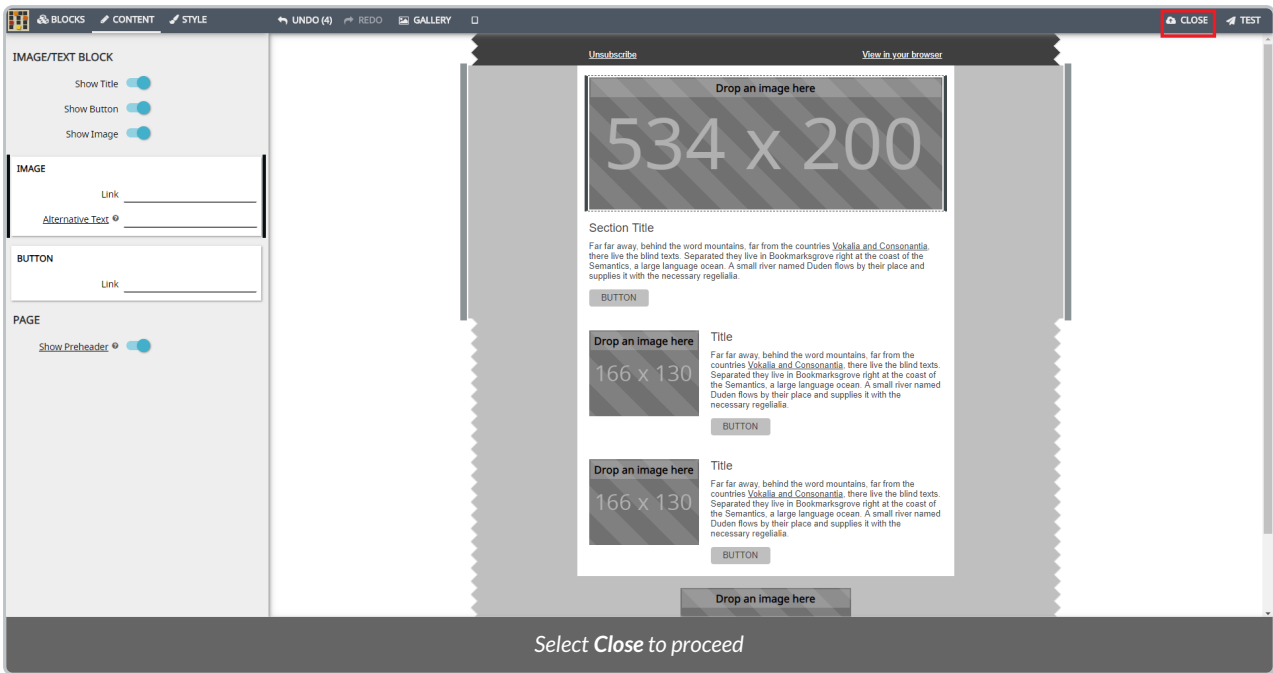 BLOCKS CONTENT STYLE UNDO (4) REDO GALLERY CLOSE TEST
IMAGE/TEXT BLOCK
Show Title
Show Button
Show Image
IMAGE
Link
Alternative Text
BUTTON
Link
PAGE
Show Preheader
Unsubscribe View in your browser
Drop an image here
534 x 200
Section Title
Far far away, behind the word mountains, far from the countries Vokalia and Consonantia,
there live the blind texts. Separated they live in Bookmarksgrove right at the coast of the
Semantics, a large language ocean. A small river named Duden flows by their place and
supplies it with the necessary regelialia.
BUTTON
Drop an image here
166 x 130
Title
Far far away, behind the word mountains, far from the
countries Vokalia and Consonantia, there live the blind texts.
Separated they live in Bookmarksgrove right at the coast of
the Semantics, a large language ocean. A small river named
Duden flows by their place and supplies it with the
necessary regelialia.
BUTTON
Drop an image here
166 x 130
Title
Far far away, behind the word mountains, far from the
countries Vokalia and Consonantia, there live the blind texts.
Separated they live in Bookmarksgrove right at the coast of
the Semantics, a large language ocean. A small river named
Duden flows by their place and supplies it with the
necessary regelialia.
BUTTON
Drop an image here
Select Close to proceed